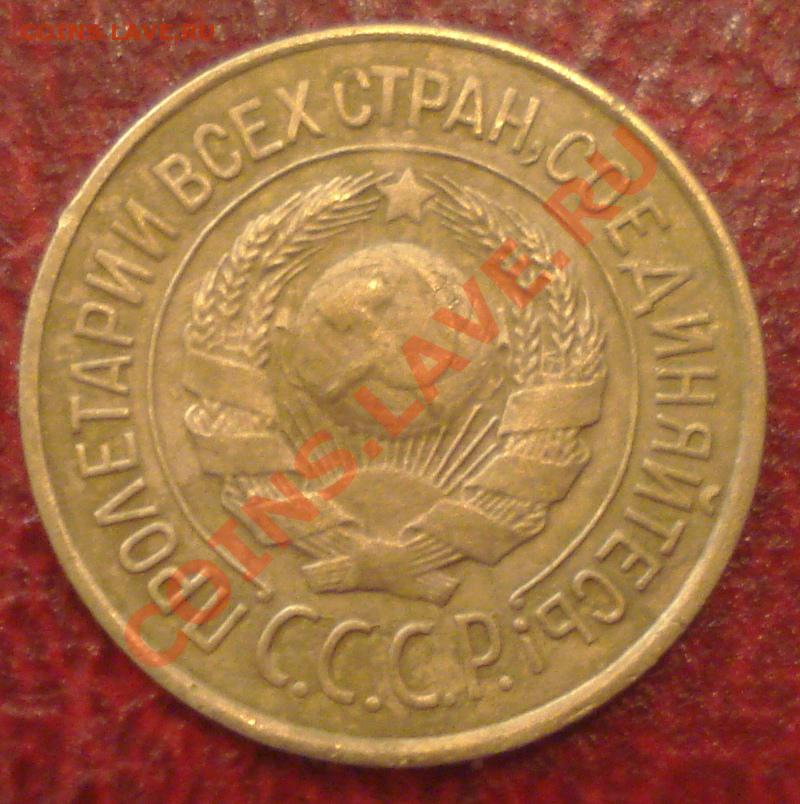 COINS.LAVE.RU
ПРОЛЕТАРИИ ВСЕХ СТРАН, СОЕДИНЯЙТЕСЬ!
С.С.С.Р.
COINS.LAVE.RU